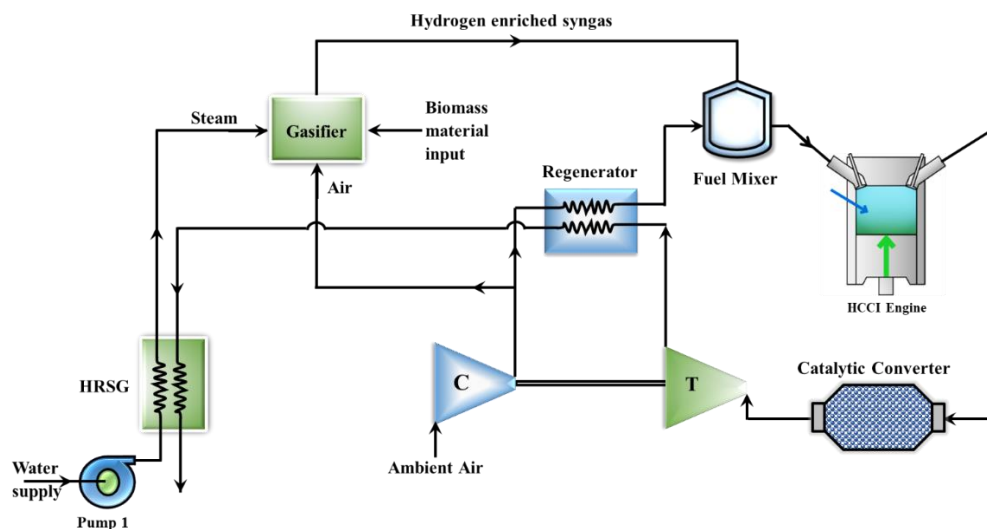 Hydrogen enriched syngas
Steam
Gasifier
Biomass
material
input
Air
Regenerator
Fuel Mixer
HCCI Engine
HRSG
C
T
Catalytic Converter
Ambient Air
Water
supply
Pump 1